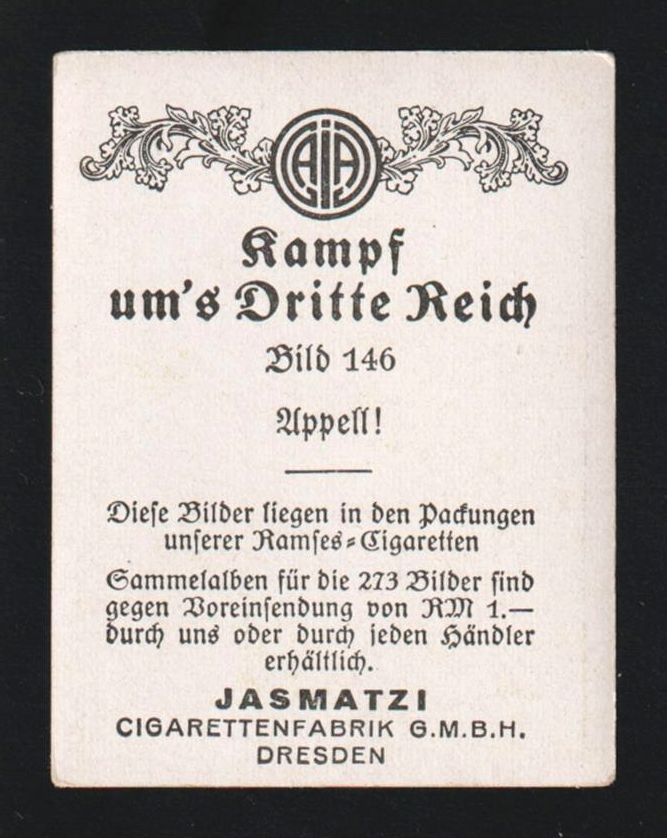 AJA
Kampf
um's Dritte Reich
Bild 146
Appell!
Diese Bilder liegen in den Packungen
unserer Ramses-Cigaretten
Sammelalben für die 273 Bilder sind
gegen Voreinsendung von RM 1.—
durch uns oder durch jeden Händler
erhältlich.
JASMATZI
CIGARETTENFABRIK G.M.B.H.
DRESDEN